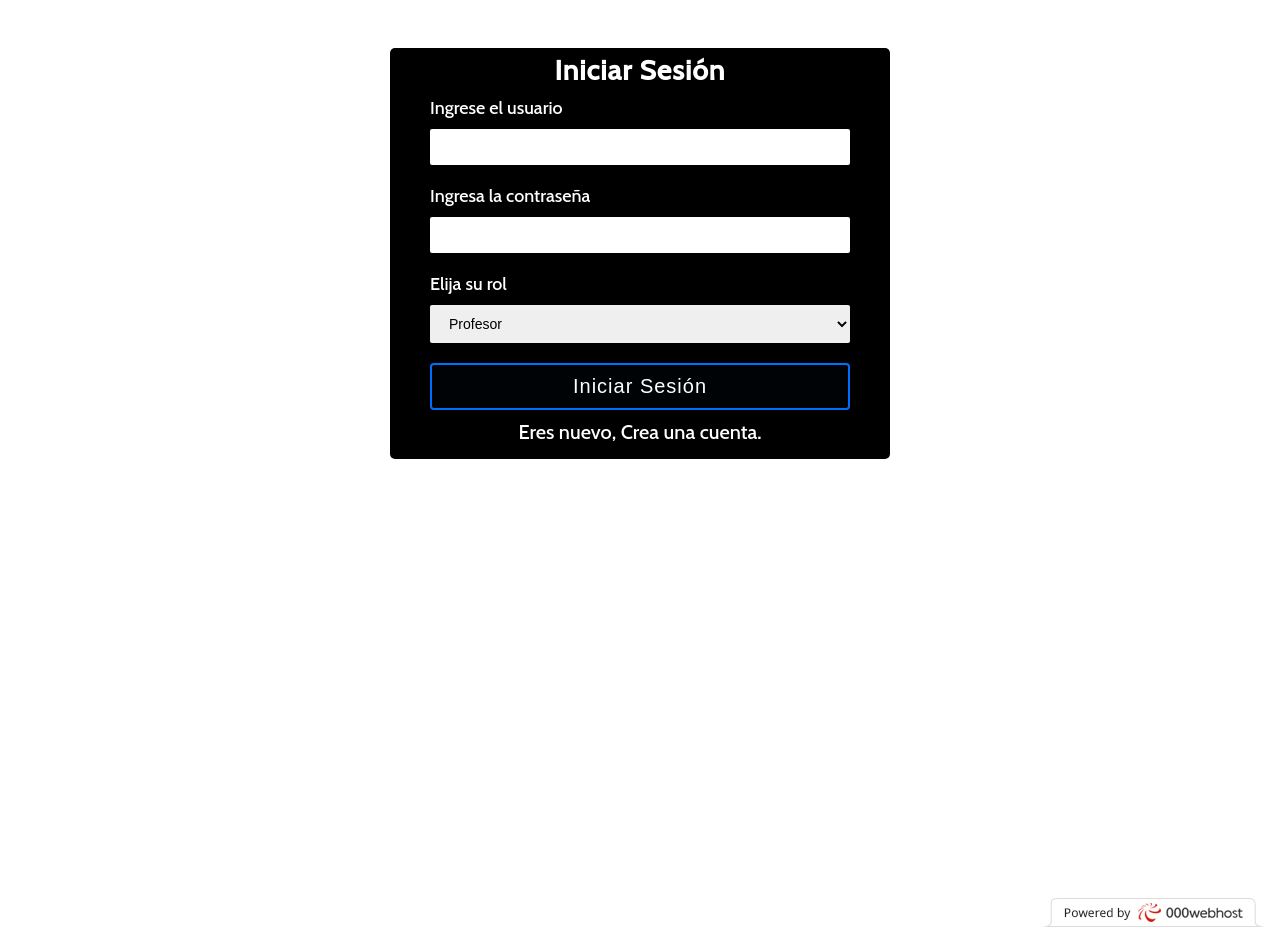 Iniciar Sesión
Ingrese el usuario
Ingresa la contraseña
Elija su rol
Profesor
Iniciar Sesión
Eres nuevo, Crea una cuenta.
Powered by 000webhost